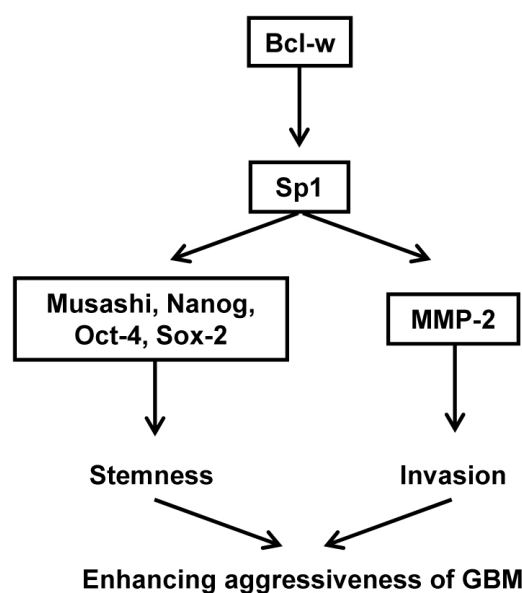 Bcl-w
Sp1
Musashi, Nanog,
Oct-4, Sox-2
MMP-2
Stemness
Invasion
Enhancing aggressiveness of GBM